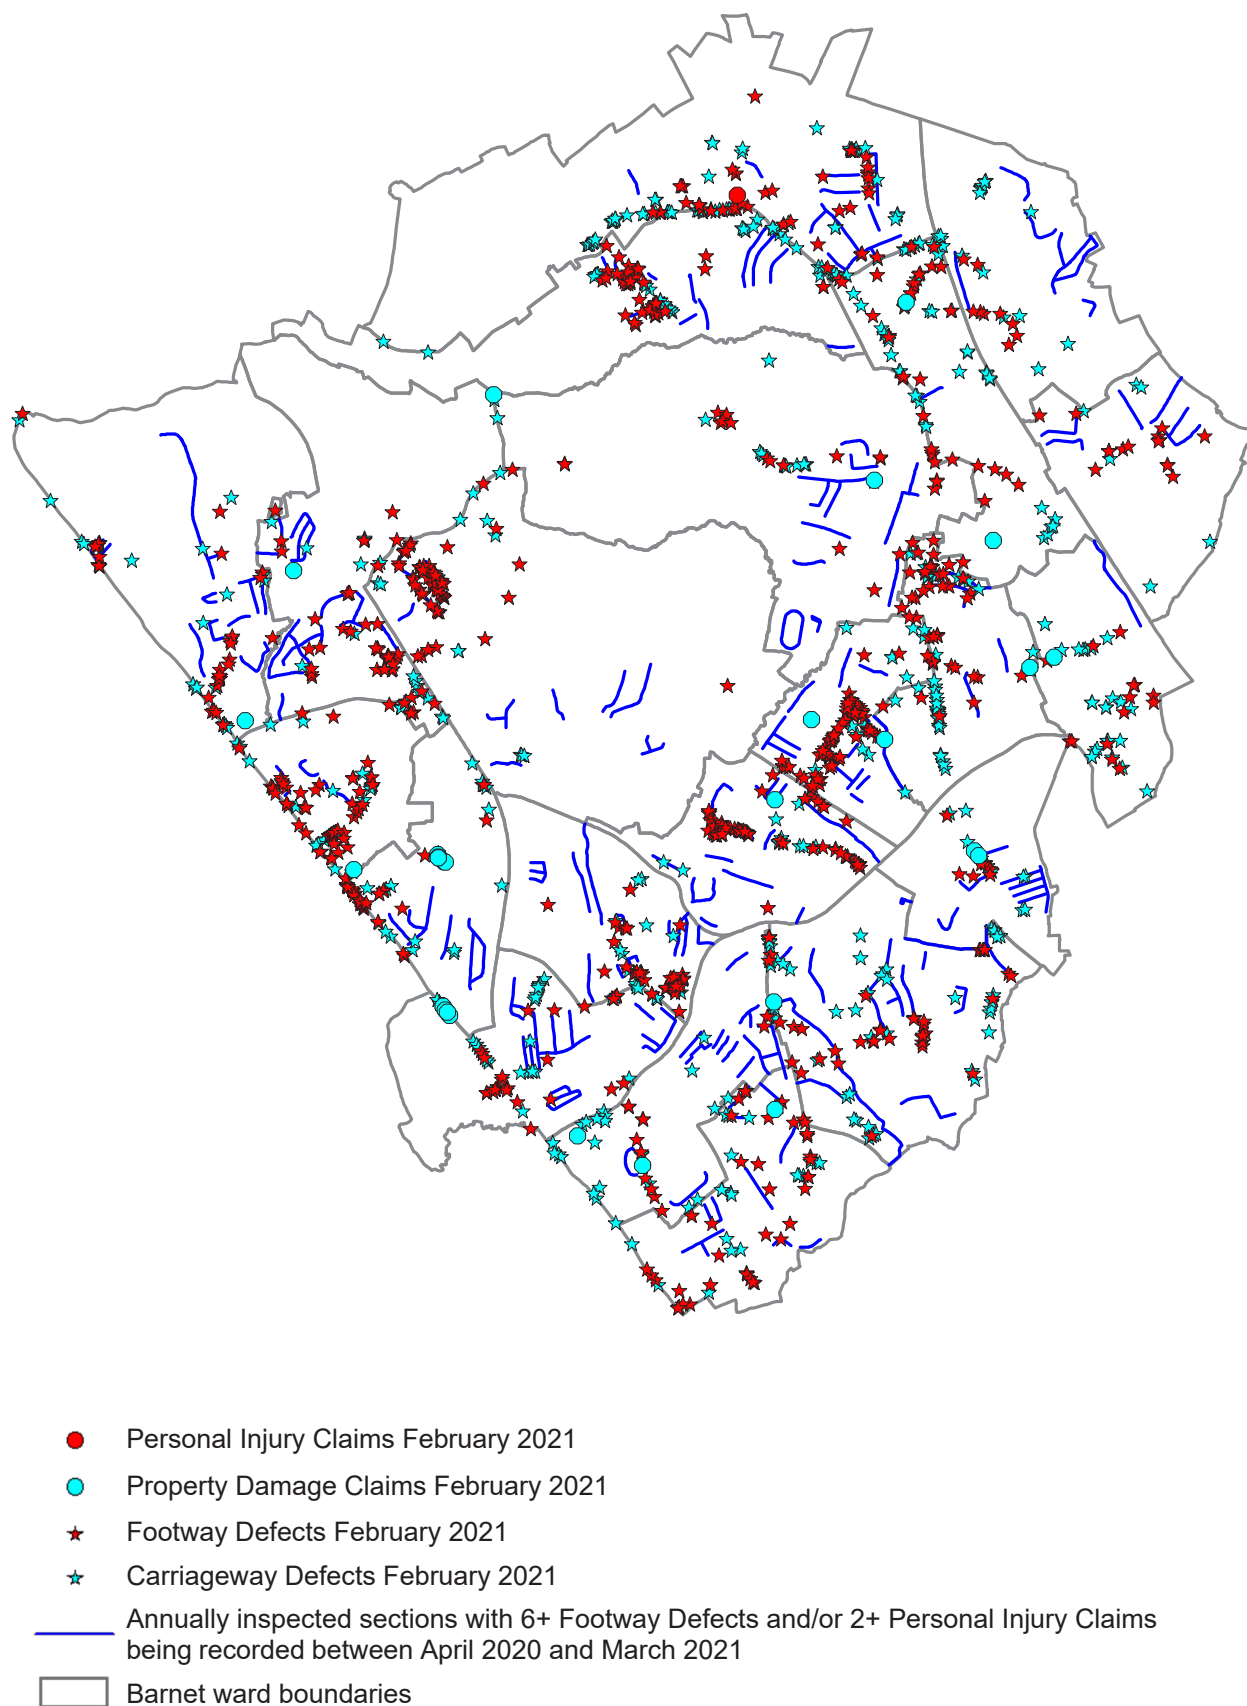 Personal Injury Claims February 2021
Property Damage Claims February 2021
Footway Defects February 2021
Carriageway Defects February 2021
Annually inspected sections with 6+ Footway Defects and/or 2+ Personal Injury Claims
being recorded between April 2020 and March 2021
Barnet ward boundaries